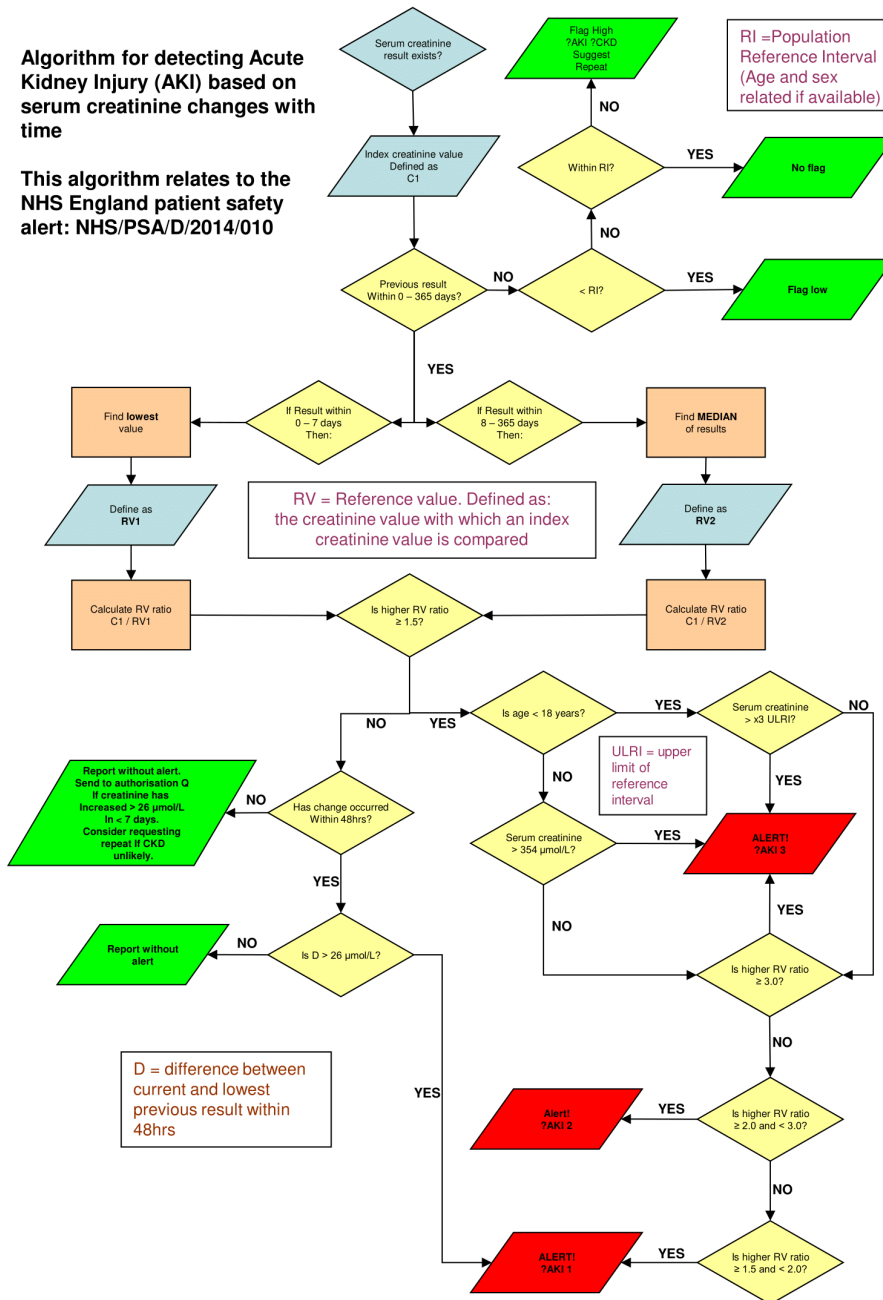 Algorithm for detecting Acute
Kidney Injury (AKI) based on
serum creatinine changes with
time
This algorithm relates to the
NHS England patient safety
alert: NHS/PSA/D/2014/010
Serum creatinine
result exists?
Flag High
?AKI ?CKD
Suggest
Repeat
RI =Population
Reference Interval
(Age and sex
related if available)
NO
Index creatinine value
Defined as
C1
Within RI?
YES
No flag
NO
Previous result
Within 0 – 365 days?
NO
< RI?
YES
Flag low
YES
Find lowest
value
If Result within
0 – 7 days
Then:
If Result within
8 – 365 days
Then:
Find MEDIAN
of results
Define as
RV1
RV = Reference value. Defined as:
the creatinine value with which an index
creatinine value is compared
Define as
RV2
Calculate RV ratio
C1 / RV1
Is higher RV ratio
≥ 1.5?
Calculate RV ratio
C1 / RV2
NO
YES
Is age < 18 years?
YES
Serum creatinine
> x3 ULRI?
NO
Report without alert.
Send to authorisation Q
If creatinine has
Increased > 26 µmol/L
In < 7 days.
Consider requesting
repeat If CKD
unlikely.
NO
Has change occurred
Within 48hrs?
NO
ULRI = upper
limit of
reference
interval
YES
Serum creatinine
> 354 µmol/L?
YES
ALERT!
?AKI 3
YES
NO
YES
Report without
alert
NO
Is D > 26 µmol/L?
Is higher RV ratio
≥ 3.0?
NO
D = difference between
current and lowest
previous result within
48hrs
YES
Alert!
?AKI 2
YES
Is higher RV ratio
≥ 2.0 and < 3.0?
NO
ALERT!
?AKI 1
YES
Is higher RV ratio
≥ 1.5 and < 2.0?